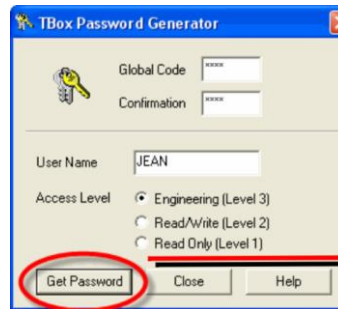 TBox Password Generator
Global Code ****
Confirmation ****
User Name JEAN
Access Level Engineering (Level 3)
Read/Write (Level 2)
Read Only (Level 1)
Get Password Close Help